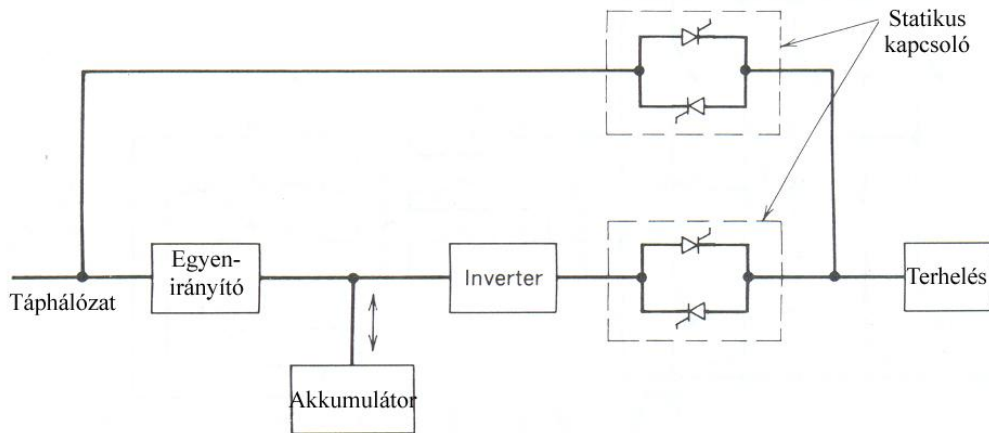 Statikus
kapcsoló
Egyen-
irányító
Inverter
Terhelés
Táphálózat
Akkumulátor